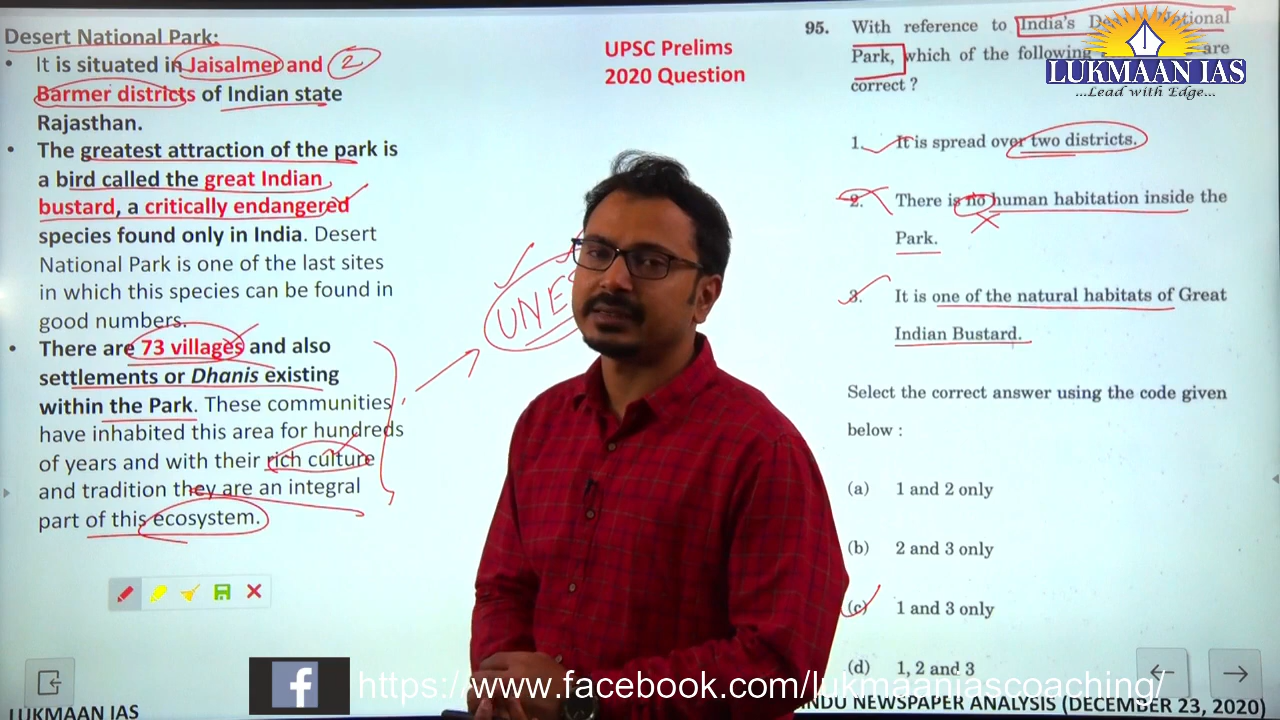 Desert National Park:
• It is situated in Jaisalmer and
2
Barmer districts of Indian state
Rajasthan.
• The greatest attraction of the park is
a bird called the great Indian
bustard, a critically endangered
species found only in India. Desert
National Park is one of the last sites
in which this species can be found in
good numbers.
• There are 73 villages and also
settlements or Dhanis existing
within the Park. These communities
have inhabited this area for hundreds
of years and with their rich culture
and tradition they are an integral
part of this ecosystem.
LUKMAAN IAS
UPSC Prelims
2020 Question
UNES
95. With reference to India's National
Park, which of the following are
correct ?
1. It is spread over two districts.
2. There is no human habitation inside the
Park.
3. It is one of the natural habitats of Great
Indian Bustard.
Select the correct answer using the code given
below :
(a) 1 and 2 only
(b) 2 and 3 only
(c) 1 and 3 only
(d) 1, 2 and 3
LUKMAAN IAS
...Lead with Edge...
f https://www.facebook.com/lukmaaniascoaching/
NEWSPAPER ANALYSIS (DECEMBER 23, 2020)